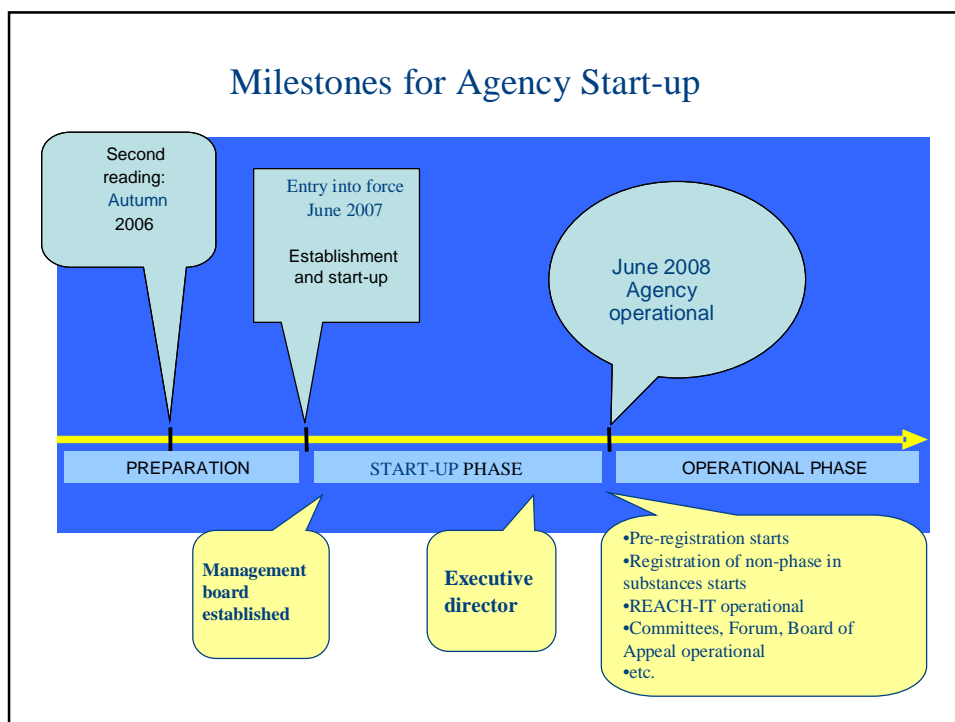 Milestones for Agency Start-up
Second
reading:
Autumn
2006
Entry into force
June 2007
Establishment
and start-up
June 2008
Agency
operational
PREPARATION
START-UP PHASE
OPERATIONAL PHASE
Management
board
established
Executive
director
•Pre-registration starts
•Registration of non-phase in
substances starts
•REACH-IT operational
•Committees, Forum, Board of
Appeal operational
•etc.